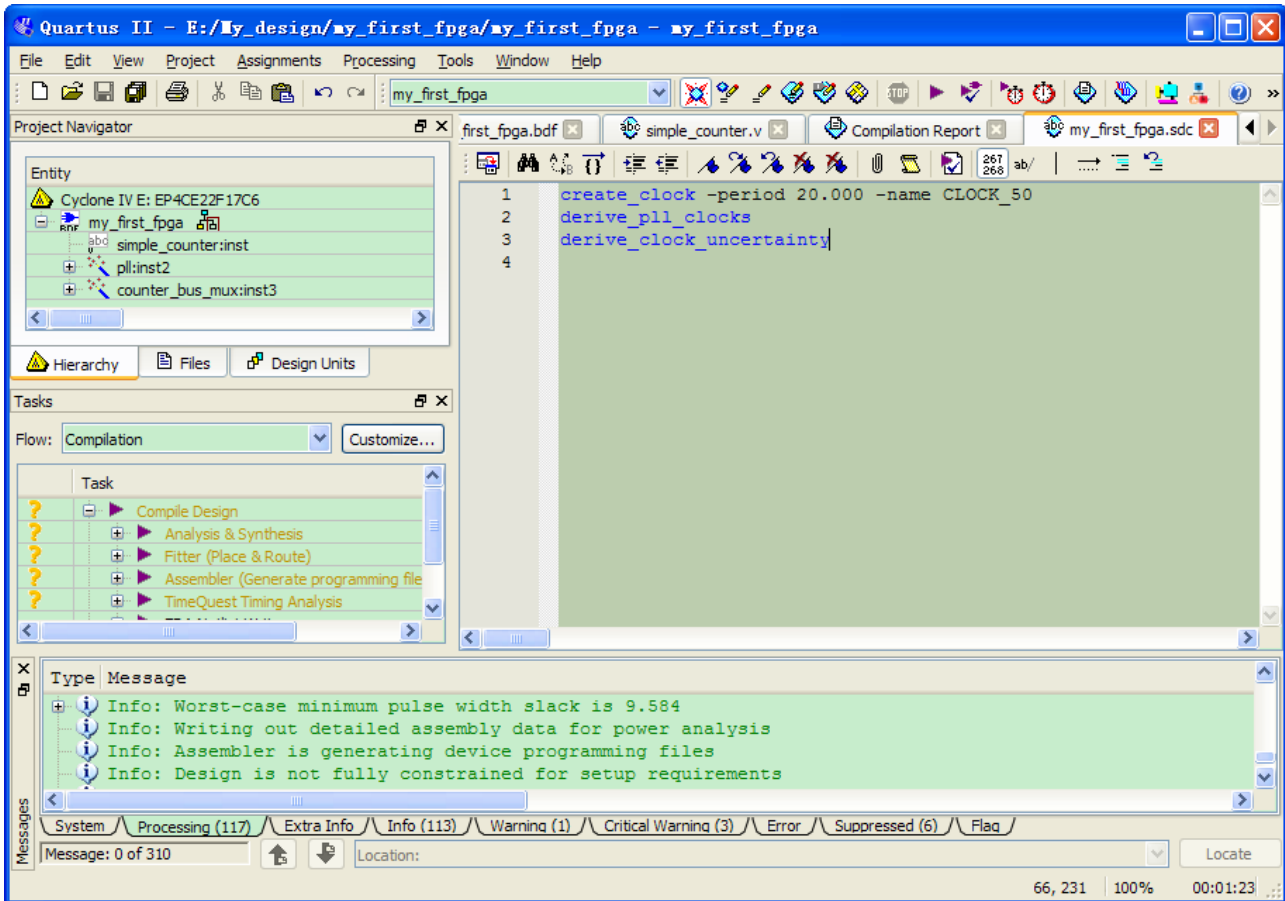 Quartus II - E:/My_design/my_first_fpga/my_first_fpga - my_first_fpga
File Edit View Project Assignments Processing Tools Window Help
my_first_fpga
STOP
»
Project Navigator
Entity
Cyclone IV E: EP4CE22F17C6
my_first_fpga
simple_counter:inst
pll:inst2
counter_bus_mux:inst3
Hierarchy Files Design Units
Tasks
Flow: Compilation Customize...
Task
Compile Design
Analysis & Synthesis
Fitter (Place & Route)
Assembler (Generate programming file
TimeQuest Timing Analysis
first_fpga.bdf simple_counter.v Compilation Report my_first_fpga.sdc
267
268 ab/
1 create_clock -period 20.000 -name CLOCK_50
2 derive_pll_clocks
3 derive_clock_uncertainty
4
Messages
Type Message
Info: Worst-case minimum pulse width slack is 9.584
Info: Writing out detailed assembly data for power analysis
Info: Assembler is generating device programming files
Info: Design is not fully constrained for setup requirements
System Processing (117) Extra Info Info (113) Warning (1) Critical Warning (3) Error Suppressed (6) Flag
Message: 0 of 310 Location: Locate
66, 231 100% 00:01:23